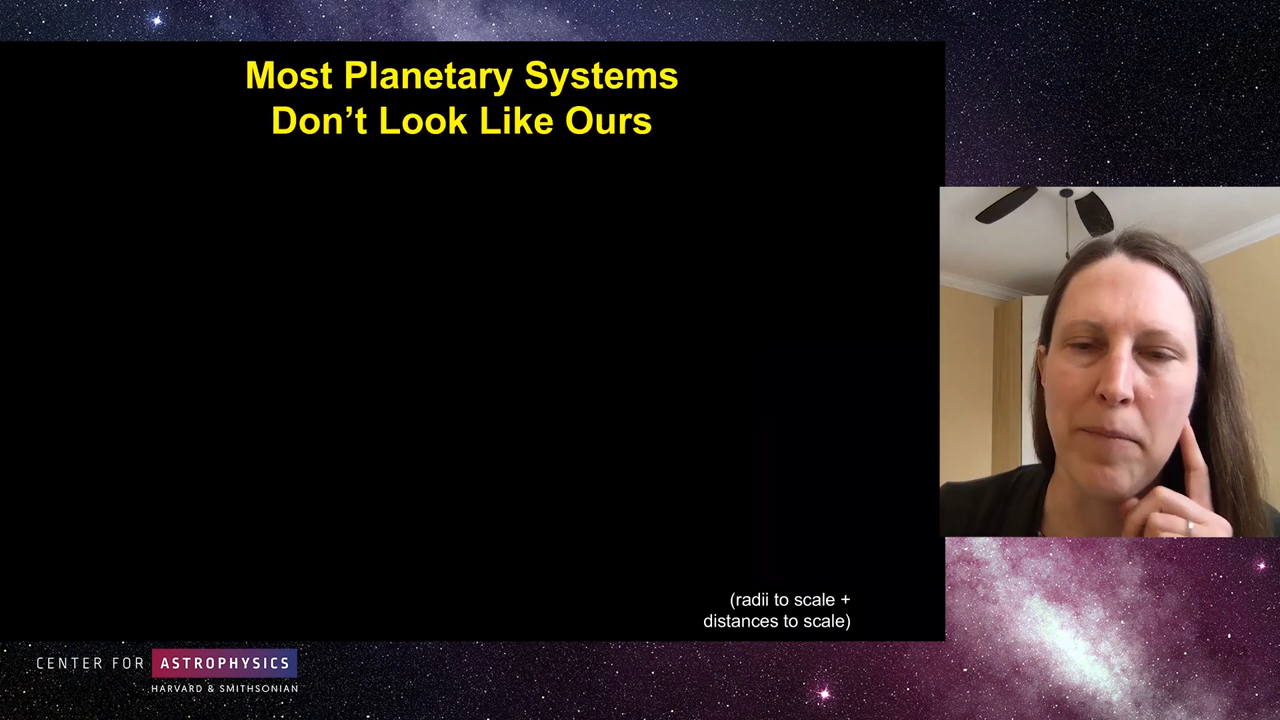 Most Planetary Systems
Don’t Look Like Ours
(radii to scale +
distances to scale)
CENTER FOR ASTROPHYSICS
HARVARD & SMITHSONIAN